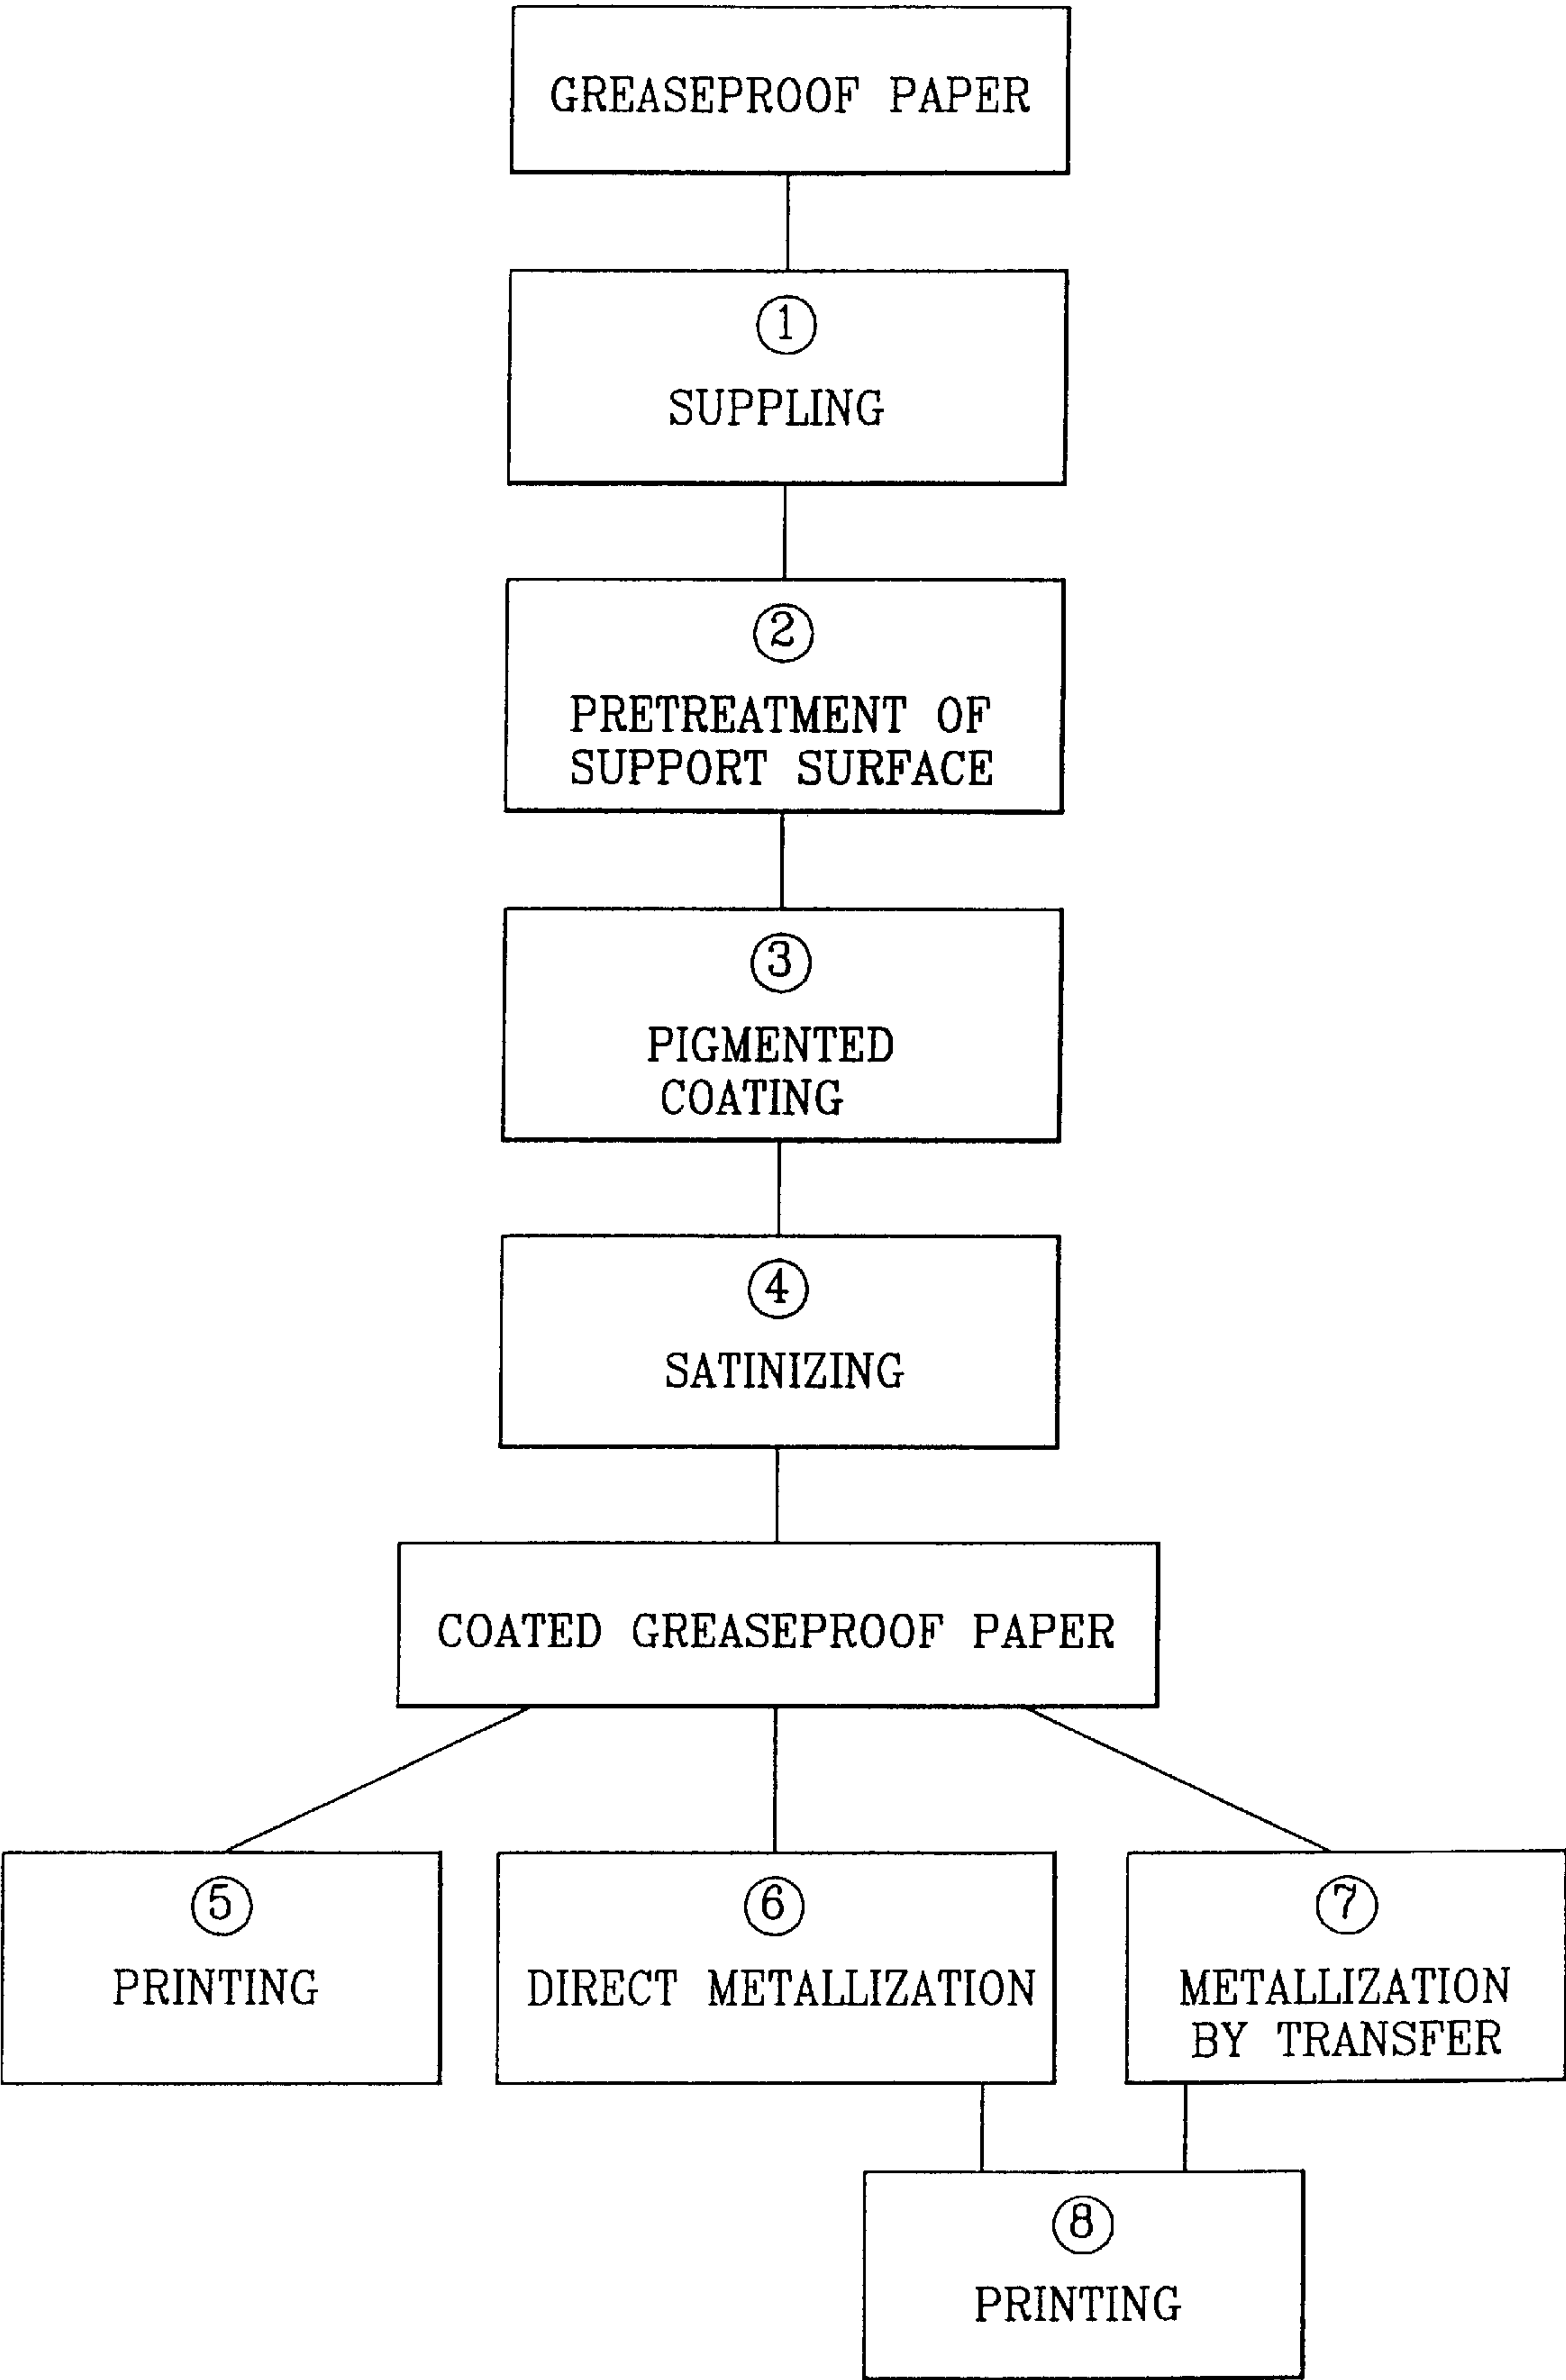 GREASEPROOF PAPER
1
SUPPLING
2
PRETREATMENT OF
SUPPORT SURFACE
3
PIGMENTED
COATING
4
SATINIZING
COATED GREASEPROOF PAPER
5
PRINTING
6
DIRECT METALLIZATION
7
METALLIZATION
BY TRANSFER
8
PRINTING